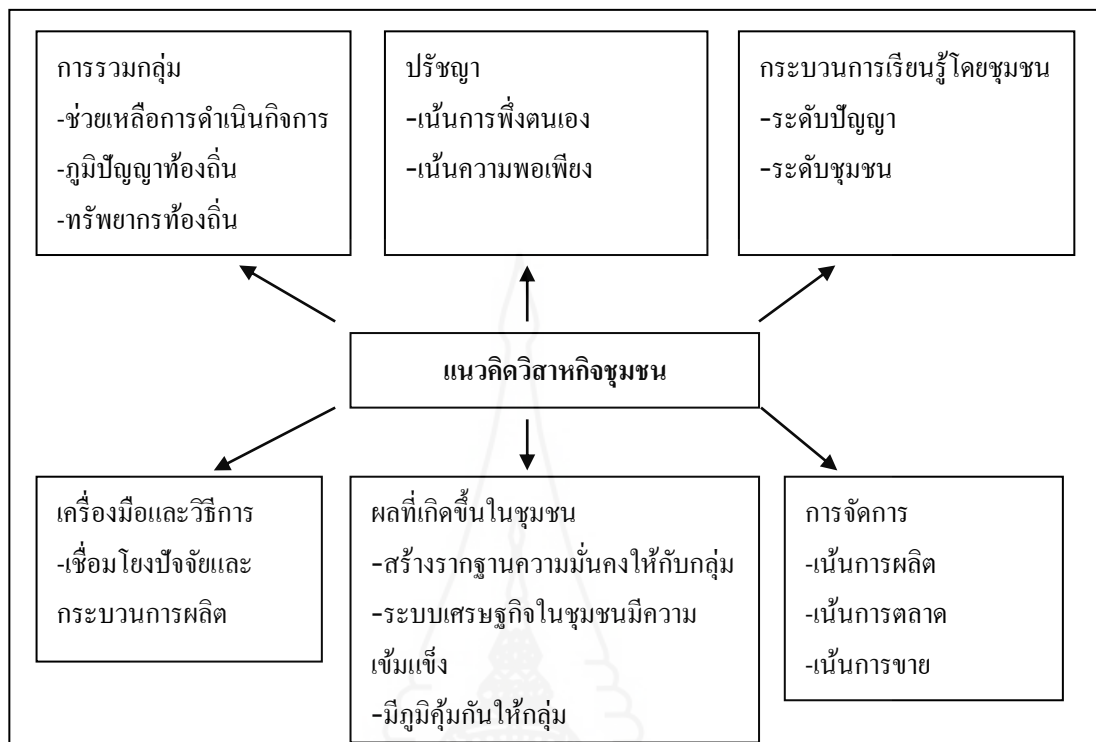 การรวมกลุ่ม
-ช่วยเหลือการดำเนินกิจการ
-ภูมิปัญญาท้องถิ่น
-ทรัพยากรท้องถิ่น
ปรัชญา
-เน้นการพึ่งตนเอง
-เน้นความพอเพียง
กระบวนการเรียนรู้โดยชุมชน
-ระดับปัญญา
-ระดับชุมชน
แนวคิดวิสาหกิจชุมชน
เครื่องมือและวิธีการ
-เชื่อมโยงปัจจัยและ
กระบวนการผลิต
ผลที่เกิดขึ้นในชุมชน
-สร้างรากฐานความมั่นคงให้กับกลุ่ม
-ระบบเศรษฐกิจในชุมชนมีความ
เข้มแข็ง
-มีภูมิคุ้มกันให้กลุ่ม
การจัดการ
-เน้นการผลิต
-เน้นการตลาด
-เน้นการขาย